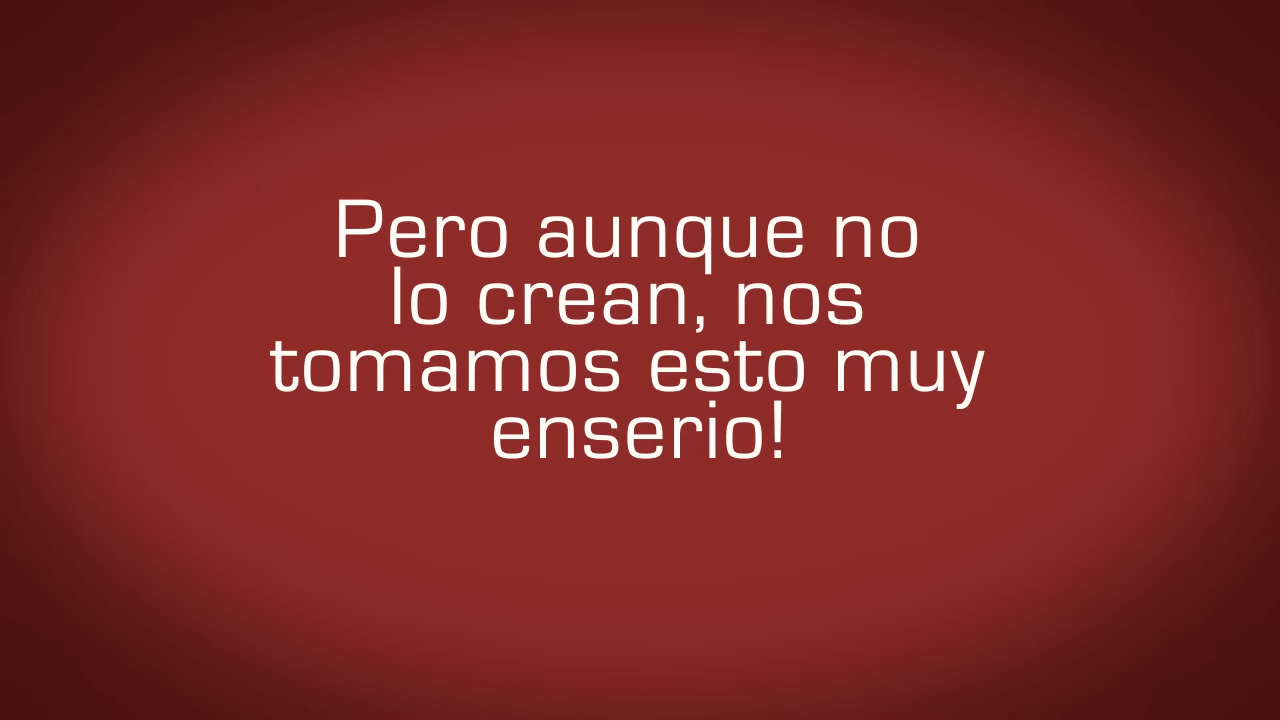 Pero aunque no
lo crean, nos
tomamos esto muy
enserio!